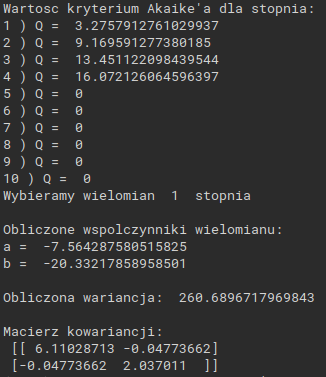 Wartosc kryterium Akaike'a dla stopnia:
1 ) Q =  3.2757912761029937
2 ) Q =  9.169591277380185
3 ) Q =  13.451122098439544
4 ) Q =  16.072126064596397
5 ) Q =  0
6 ) Q =  0
7 ) Q =  0
8 ) Q =  0
9 ) Q =  0
10 ) Q =  0
Wybieramy wielomian  1  stopnia
Obliczone wspolczynniki wielomianu:
a =  -7.564287580515825
b =  -20.33217858958501
Obliczona wariancja:  260.6896717969843
Macierz kowariancji:
[[ 6.11028713 -0.04773662]
[-0.04773662  2.037011  ]]